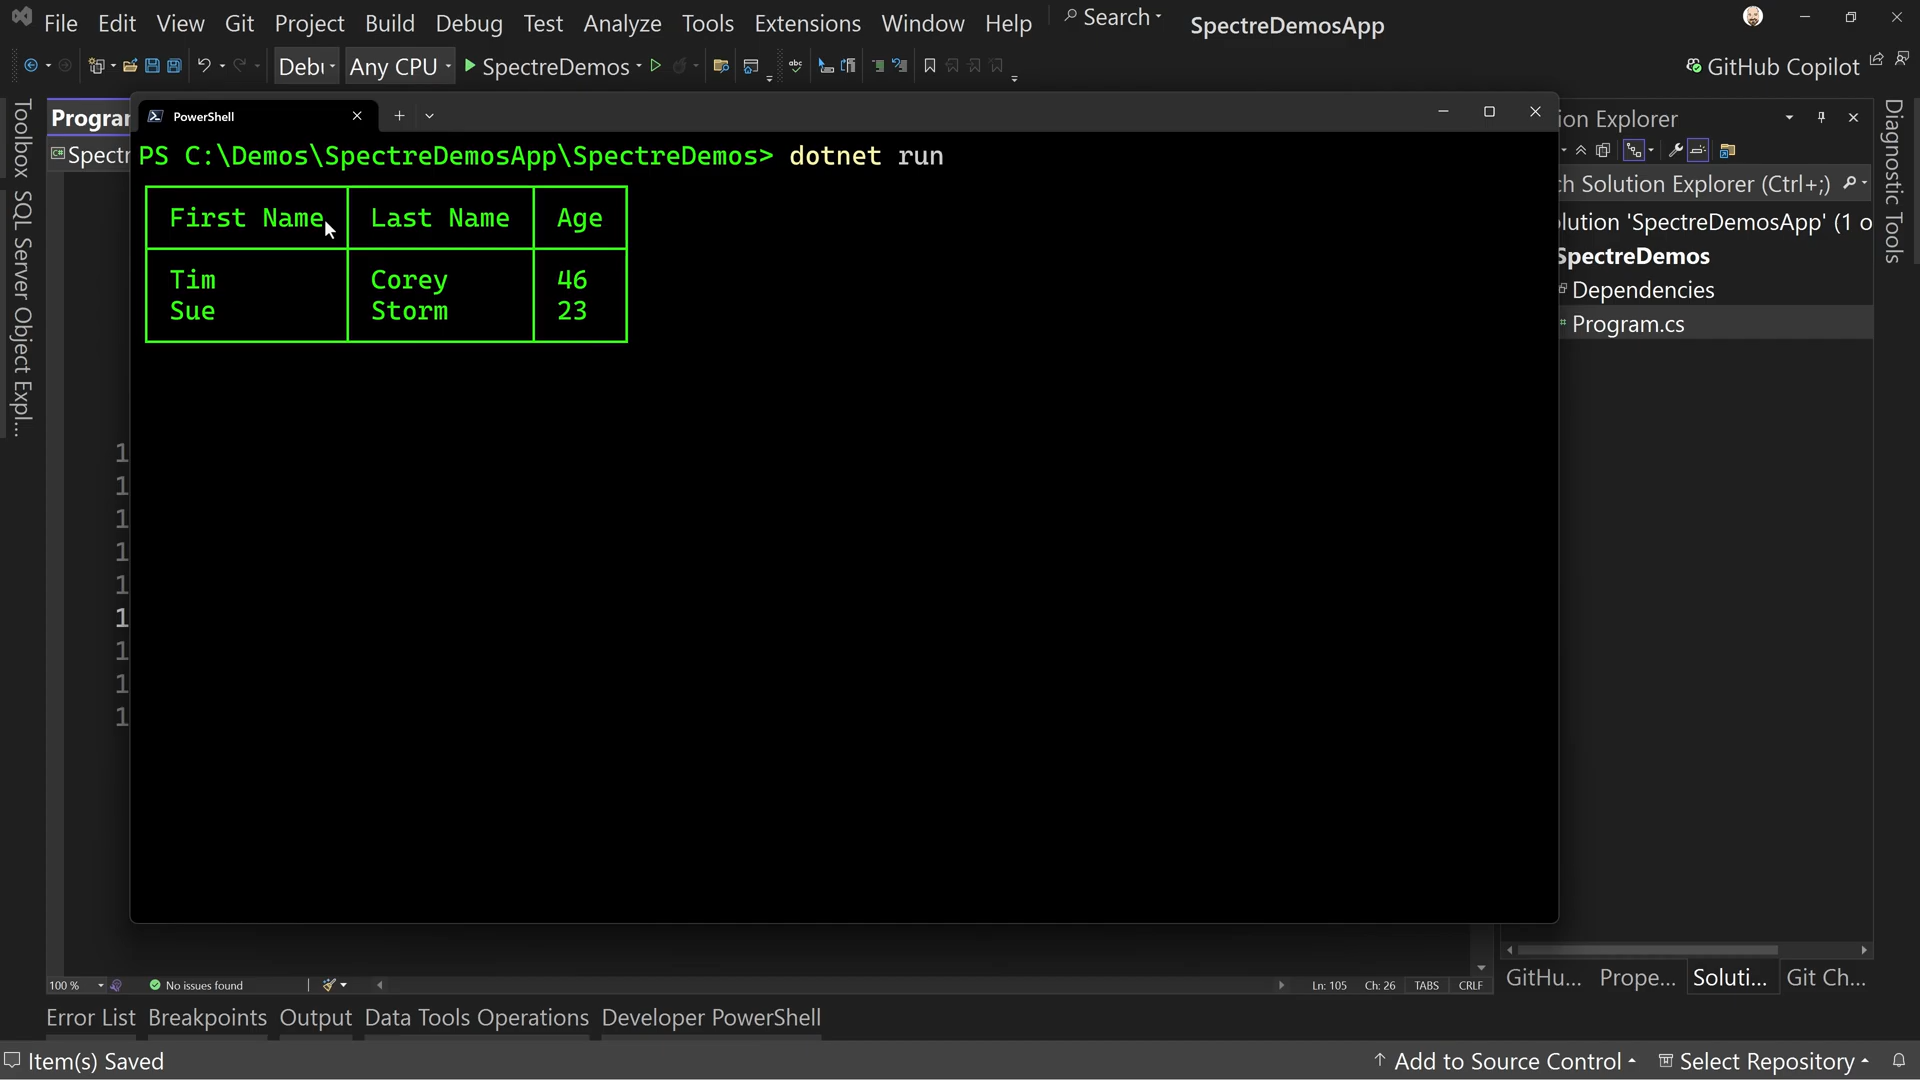 File Edit View Git Project Build Debug Test Analyze Tools Extensions Window Help Search SpectreDemosApp
Any CPU SpectreDemos GitHub Copilot
Toolbox
SQL Server Object Expl...
PowerShell
PS C:\Demos\SpectreDemosApp\SpectreDemos> dotnet run
First Name Last Name Age
Tim Corey 46
Sue Storm 23
1
1
1
1
1
1
1
1
1
ion Explorer
ch Solution Explorer (Ctrl+;)
lution 'SpectreDemosApp' (1 o
SpectreDemos
Dependencies
Program.cs
Diagnostic Tools
100 % No issues found Ln: 105 Ch: 26 TABS CRLF
GitHu... Prope... Soluti... Git Ch...
Error List Breakpoints Output Data Tools Operations Developer PowerShell
Item(s) Saved Add to Source Control Select Repository